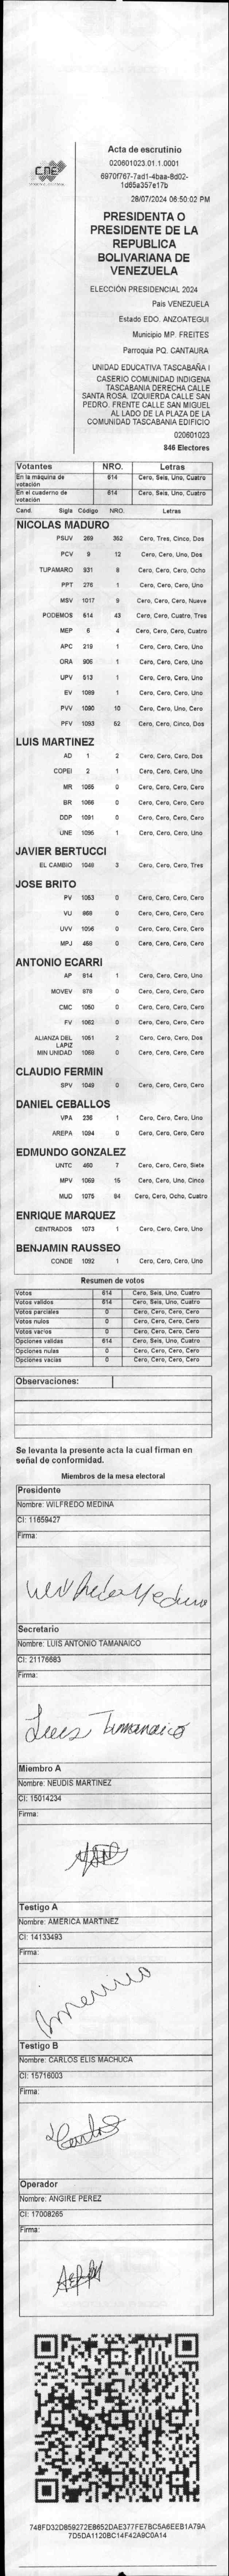 CNE
Acta de escrutinio
020601023.01.1.0001
6970f767-7ad1-4baa-8d02-
1d65a357e17b
28/07/2024 06:50:02 PM
PRESIDENTA O
PRESIDENTE DE LA
REPUBLICA
BOLIVARIANA DE
VENEZUELA
ELECCIÓN PRESIDENCIAL 2024
Pais VENEZUELA
Estado EDO. ANZOATEGUI
Municipio MP. FREITES
Parroquia PQ. CANTAURA
UNIDAD EDUCATIVA TASCABAÑA I
CASERIO COMUNIDAD INDIGENA
TASCABANIA DERECHA CALLE
SANTA ROSA. IZQUIERDA CALLE SAN
PEDRO. FRENTE CALLE SAN MIGUEL
AL LADO DE LA PLAZA DE LA
COMUNIDAD TASCABANIA EDIFICIO
020601023
846 Electores
Votantes NRO. Letras
En la máquina de votación 614 Cero, Seis, Uno, Cuatro
En el cuaderno de votación 614 Cero, Seis, Uno, Cuatro
Cand. Sigla Código NRO. Letras
NICOLAS MADURO
PSUV 269 352 Cero, Tres, Cinco, Dos
PCV 9 12 Cero, Cero, Uno, Dos
TUPAMARO 931 8 Cero, Cero, Cero, Ocho
PPT 276 1 Cero, Cero, Cero, Uno
MSV 1017 9 Cero, Cero, Cero, Nueve
PODEMOS 514 43 Cero, Cero, Cuatro, Tres
MEP 6 4 Cero, Cero, Cero, Cuatro
APC 219 1 Cero, Cero, Cero, Uno
ORA 906 1 Cero, Cero, Cero, Uno
UPV 513 1 Cero, Cero, Cero, Uno
EV 1089 1 Cero, Cero, Cero, Uno
PVV 1090 10 Cero, Cero, Uno, Cero
PFV 1093 52 Cero, Cero, Cinco, Dos
LUIS MARTINEZ
AD 1 2 Cero, Cero, Cero, Dos
COPEI 2 1 Cero, Cero, Cero, Uno
MR 1055 0 Cero, Cero, Cero, Cero
BR 1066 0 Cero, Cero, Cero, Cero
DDP 1091 0 Cero, Cero, Cero, Cero
UNE 1095 1 Cero, Cero, Cero, Uno
JAVIER BERTUCCI
EL CAMBIO 1048 3 Cero, Cero, Cero, Tres
JOSE BRITO
PV 1053 0 Cero, Cero, Cero, Cero
VU 868 0 Cero, Cero, Cero, Cero
UVV 1096 0 Cero, Cero, Cero, Cero
MPJ 459 0 Cero, Cero, Cero, Cero
ANTONIO ECARRI
AP 914 1 Cero, Cero, Cero, Uno
MOVEV 978 0 Cero, Cero, Cero, Cero
CMC 1050 0 Cero, Cero, Cero, Cero
FV 1062 0 Cero, Cero, Cero, Cero
ALIANZA DEL LAPIZ 1051 2 Cero, Cero, Cero, Dos
MIN UNIDAD 1068 0 Cero, Cero, Cero, Cero
CLAUDIO FERMIN
SPV 1049 0 Cero, Cero, Cero, Cero
DANIEL CEBALLOS
VPA 236 1 Cero, Cero, Cero, Uno
AREPA 1094 0 Cero, Cero, Cero, Cero
EDMUNDO GONZALEZ
UNTC 460 7 Cero, Cero, Cero, Siete
MPV 1069 15 Cero, Cero, Uno, Cinco
MUD 1075 84 Cero, Cero, Ocho, Cuatro
ENRIQUE MARQUEZ
CENTRADOS 1073 1 Cero, Cero, Cero, Uno
BENJAMIN RAUSSEO
CONDE 1092 1 Cero, Cero, Cero, Uno
Resumen de votos
Votos 614 Cero, Seis, Uno, Cuatro
Votos validos 614 Cero, Seis, Uno, Cuatro
Votos parciales 0 Cero, Cero, Cero, Cero
Votos nulos 0 Cero, Cero, Cero, Cero
Votos vacíos 0 Cero, Cero, Cero, Cero
Opciones validas 614 Cero, Seis, Uno, Cuatro
Opciones nulas 0 Cero, Cero, Cero, Cero
Opciones vacias 0 Cero, Cero, Cero, Cero
Observaciones:
Se levanta la presente acta la cual firman en
señal de conformidad.
Miembros de la mesa electoral
Presidente
Nombre: WILFREDO MEDINA
CI: 11659427
Firma:
Wilfredo Medina
Secretario
Nombre: LUIS ANTONIO TAMANAICO
CI: 21176683
Firma:
Luis Tamanaico
Miembro A
Nombre: NEUDIS MARTINEZ
CI: 15014234
Firma:
Testigo A
Nombre: AMERICA MARTINEZ
CI: 14133493
Firma:
America
Testigo B
Nombre: CARLOS ELIS MACHUCA
CI: 15716003
Firma:
Carlos
Operador
Nombre: ANGIRE PEREZ
CI: 17008265
Firma:
748FD32D859272E8652DAE377FE7BC5A6EEB1A79A
7D5DA1120BC14F42A9C0A14